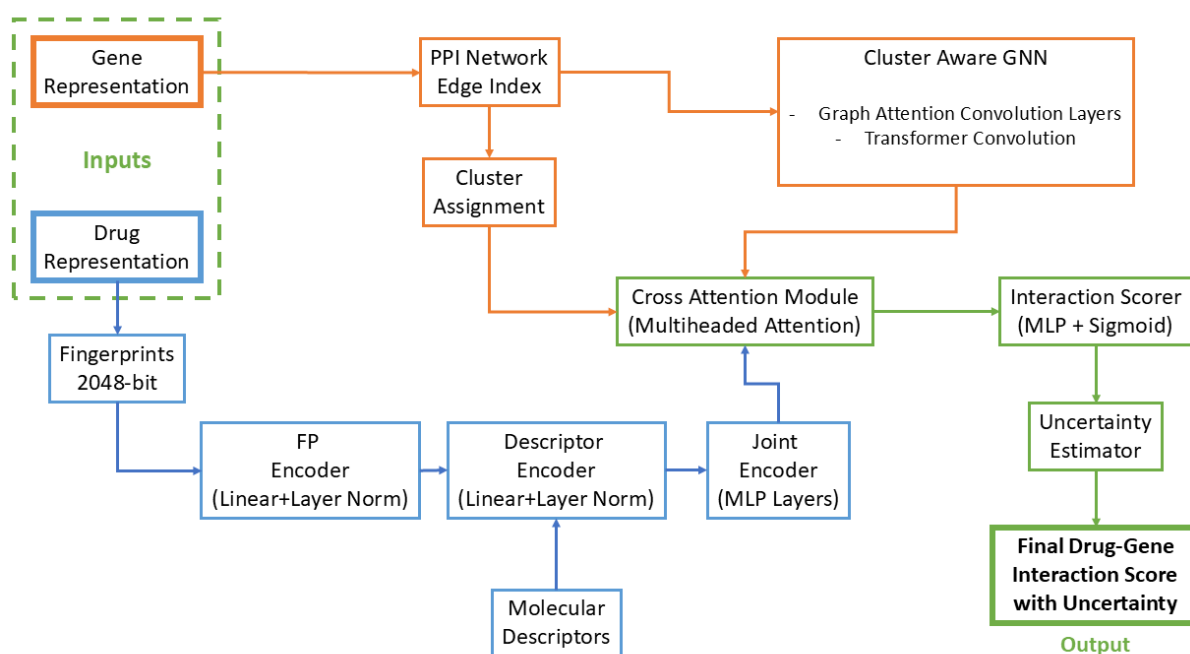 Gene
Representation
Inputs
Drug
Representation
PPI Network
Edge Index
Cluster Aware GNN
- Graph Attention Convolution Layers
- Transformer Convolution
Cluster
Assignment
Cross Attention Module
(Multiheaded Attention)
Interaction Scorer
(MLP + Sigmoid)
Fingerprints
2048-bit
FP
Encoder
(Linear+Layer Norm)
Descriptor
Encoder
(Linear+Layer Norm)
Joint
Encoder
(MLP Layers)
Uncertainty
Estimator
Molecular
Descriptors
Final Drug-Gene
Interaction Score
with Uncertainty
Output